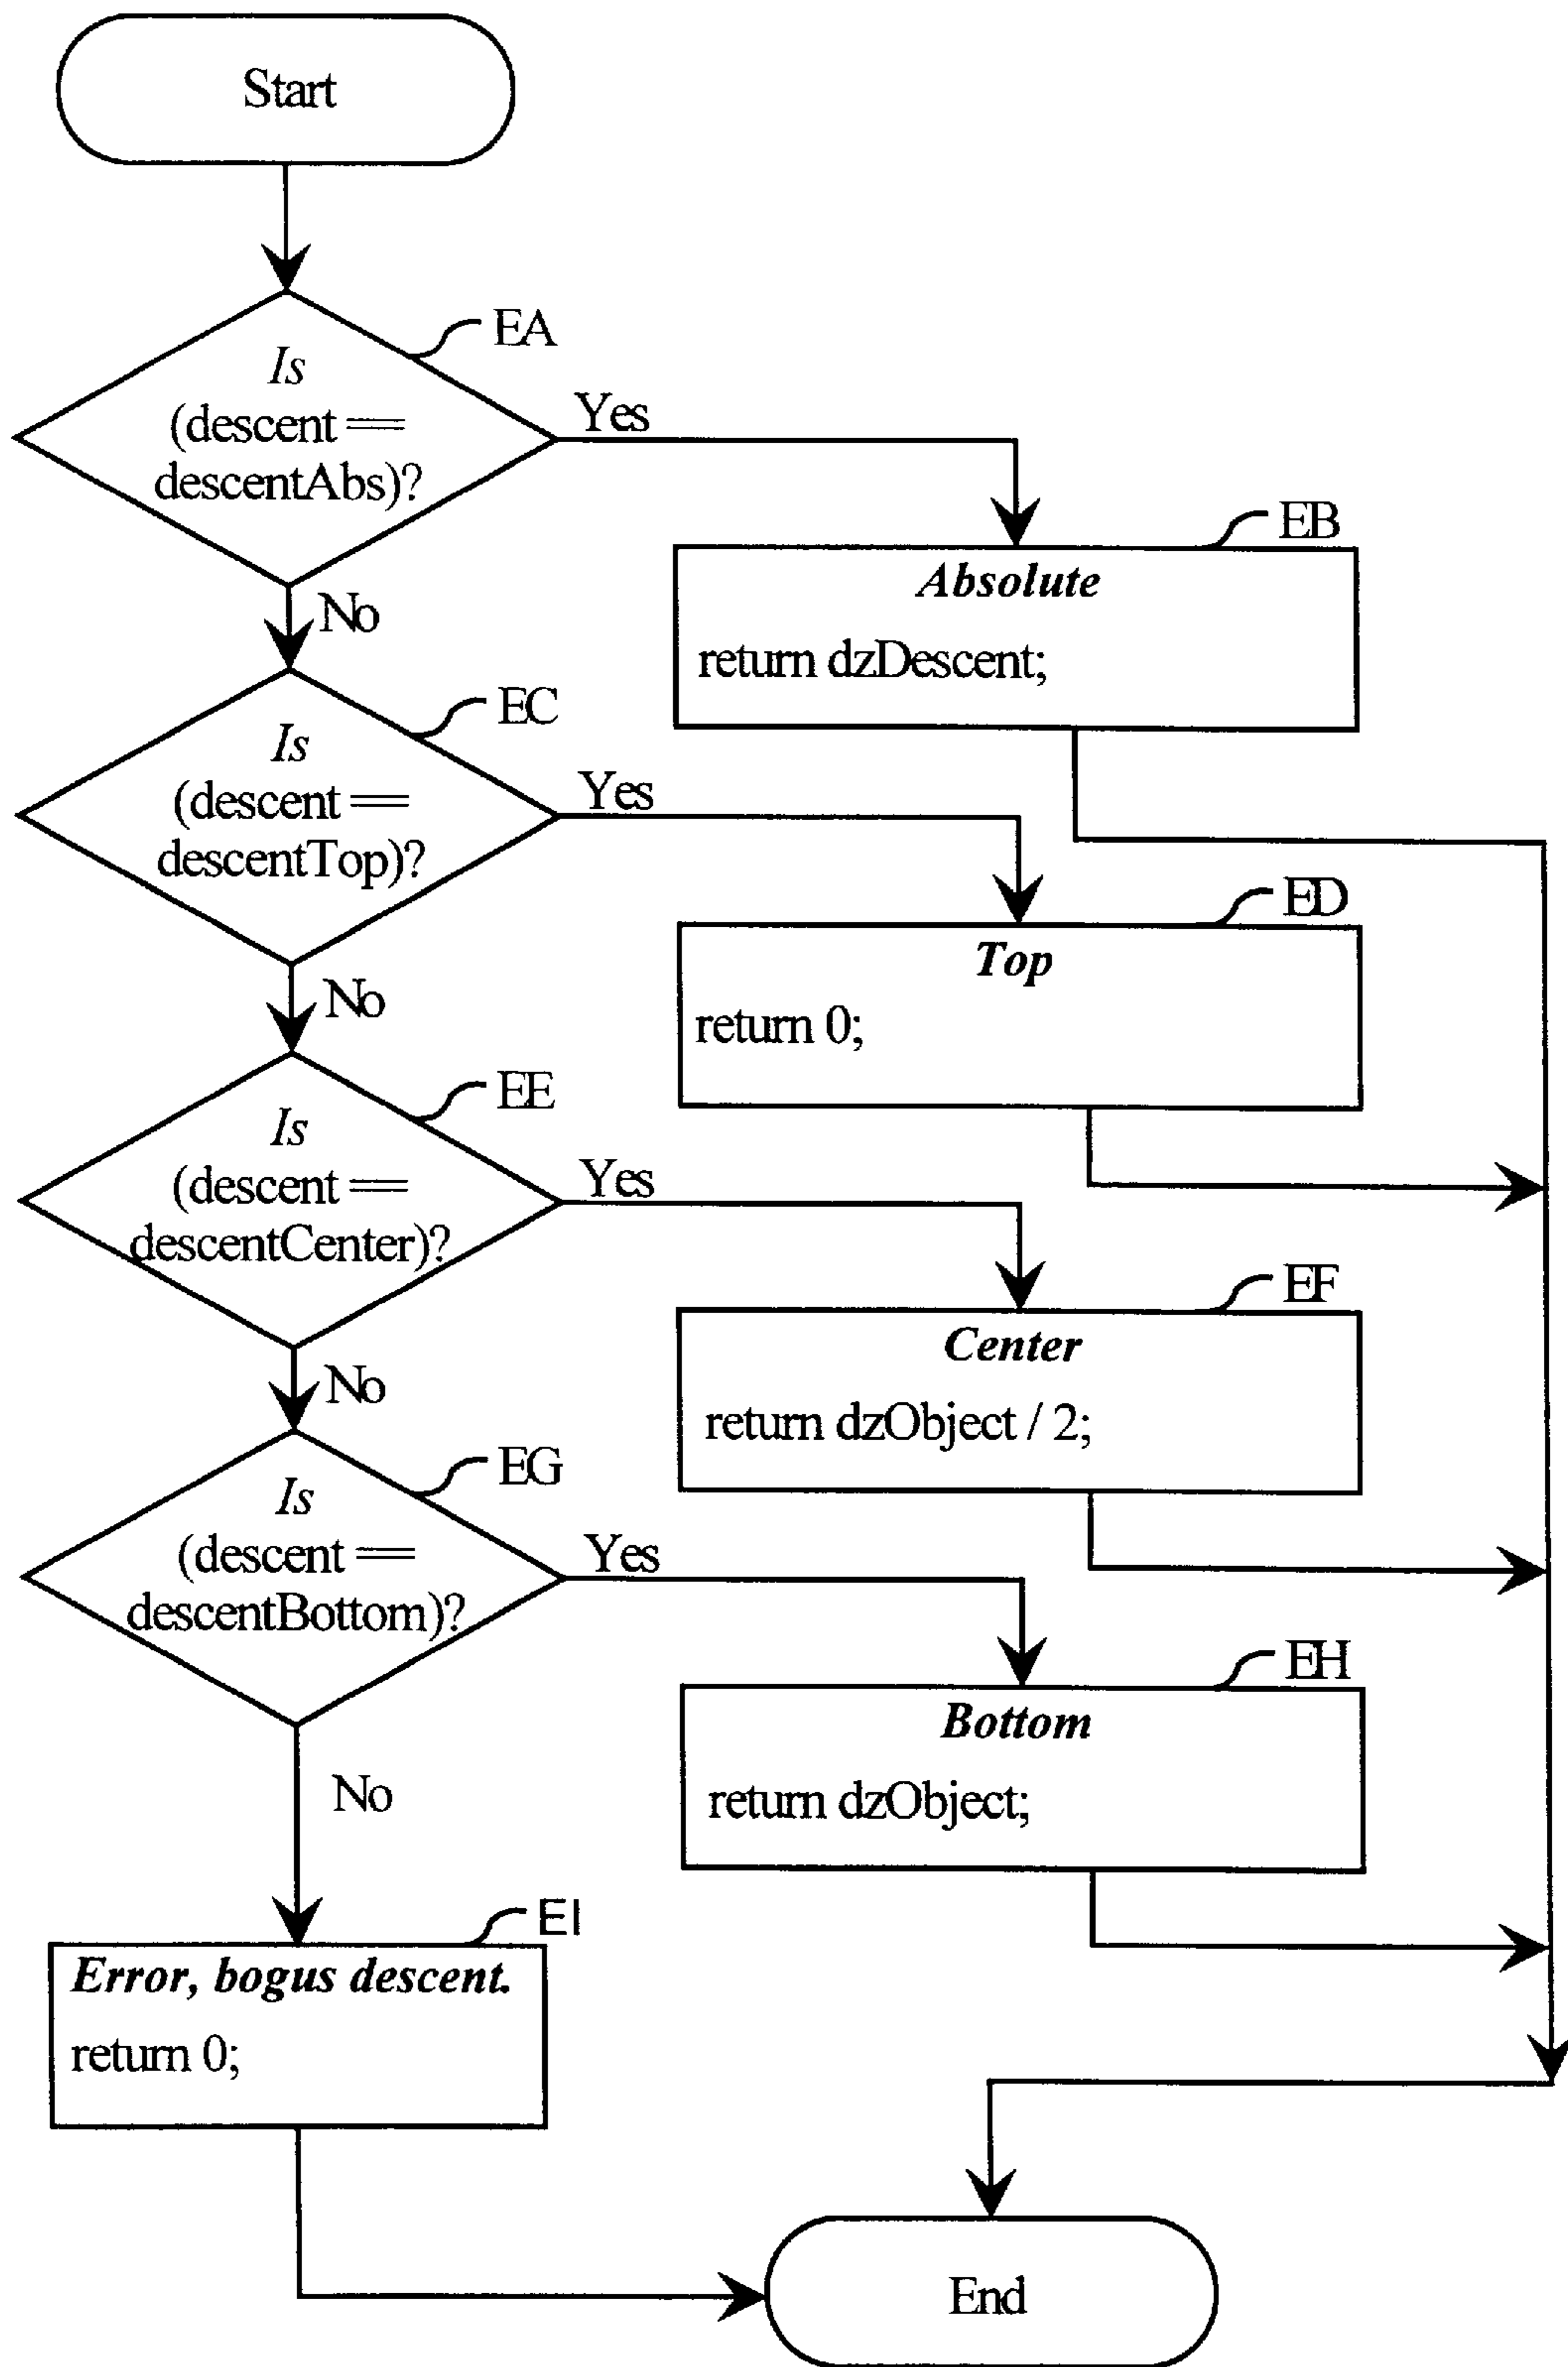 Start
EA
Is
(descent ==
descentAbs)?
Yes
No
EB
Absolute
return dzDescent;
EC
Is
(descent ==
descentTop)?
Yes
No
ED
Top
return 0;
EE
Is
(descent ==
descentCenter)?
Yes
No
EF
Center
return dzObject / 2;
EG
Is
(descent ==
descentBottom)?
Yes
No
EH
Bottom
return dzObject;
EI
Error, bogus descent.
return 0;
End